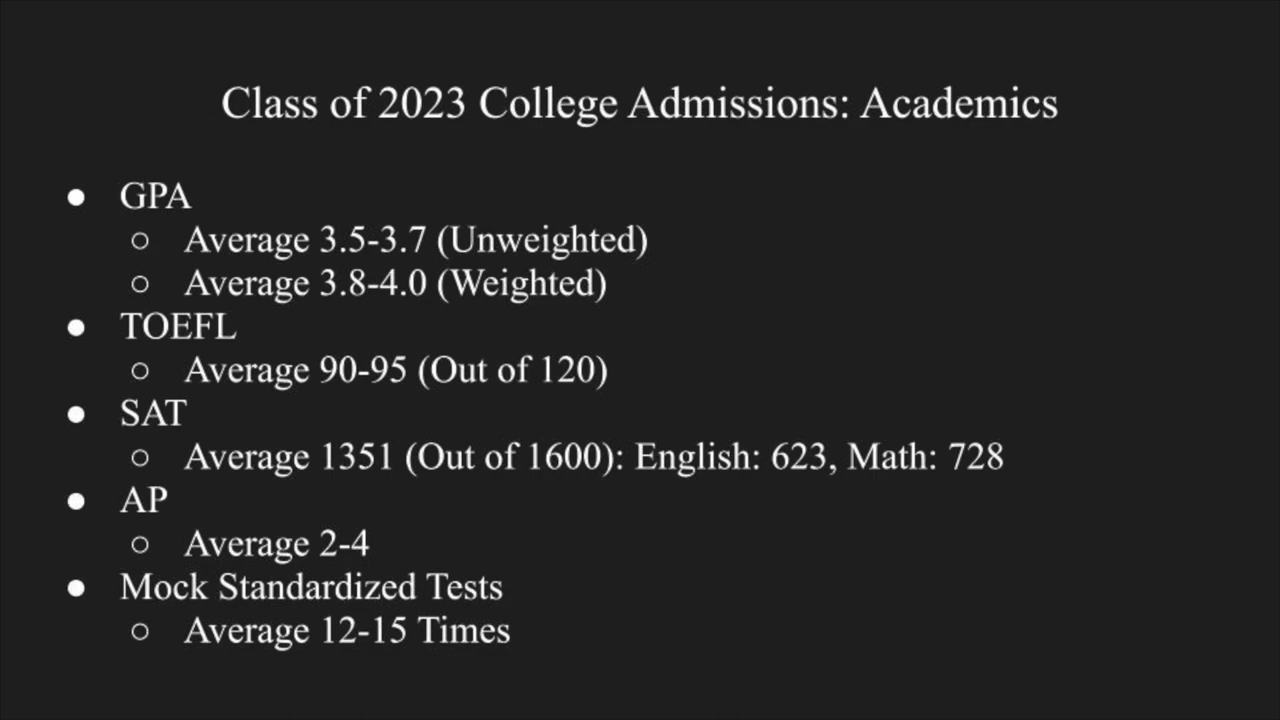 Class of 2023 College Admissions: Academics
● GPA
○ Average 3.5-3.7 (Unweighted)
○ Average 3.8-4.0 (Weighted)
● TOEFL
○ Average 90-95 (Out of 120)
● SAT
○ Average 1351 (Out of 1600): English: 623, Math: 728
● AP
○ Average 2-4
● Mock Standardized Tests
○ Average 12-15 Times